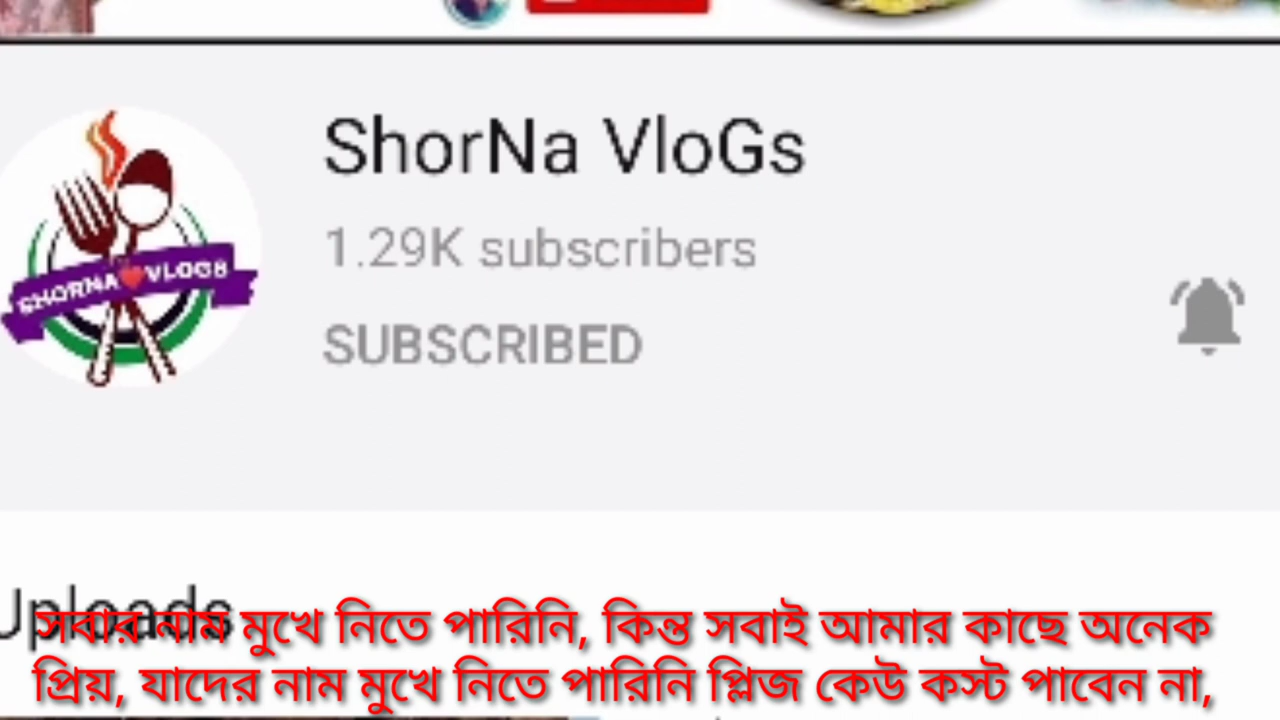 ShorNa VloGs
1.29K subscribers
SHORNA VLOGS
SUBSCRIBED
Uploads
সবার নাম মুখে নিতে পারিনি, কিন্ত সবাই আমার কাছে অনেক
প্রিয়, যাদের নাম মুখে নিতে পারিনি প্লিজ কেউ কস্ট পাবেন না,